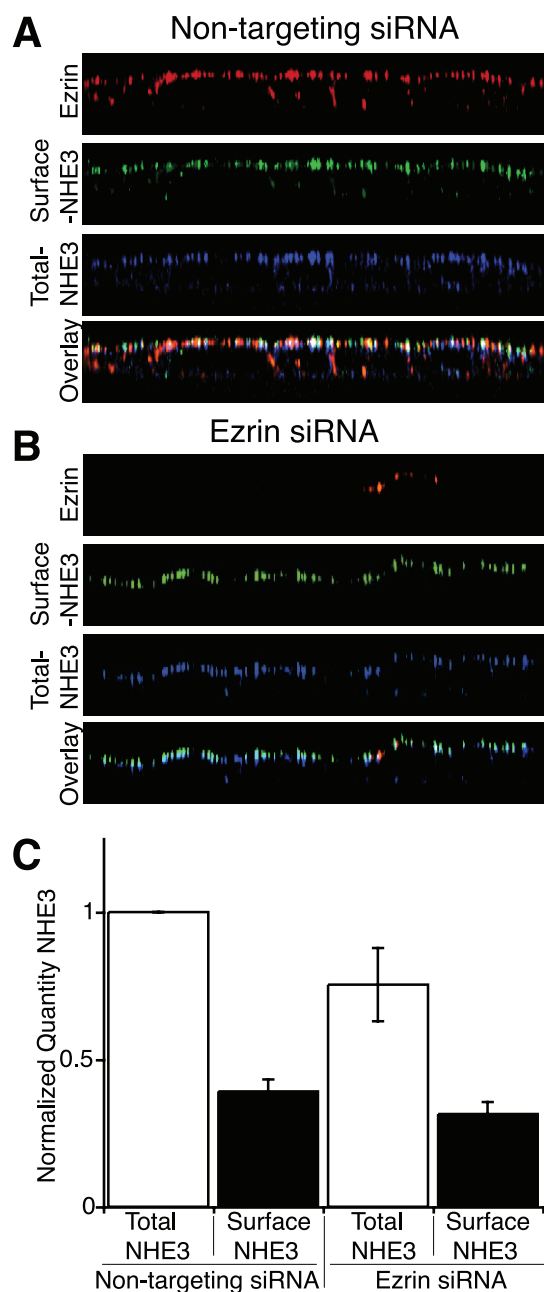 A
Non-targeting siRNA
Ezrin
Surface
-NHE3
Total-
NHE3
Overlay
B
Ezrin siRNA
Ezrin
Surface
-NHE3
Total-
NHE3
Overlay
C
Normalized Quantity NHE3
1
0.5
0
Total
NHE3
Surface
NHE3
Total
NHE3
Surface
NHE3
Non-targeting siRNA
Ezrin siRNA